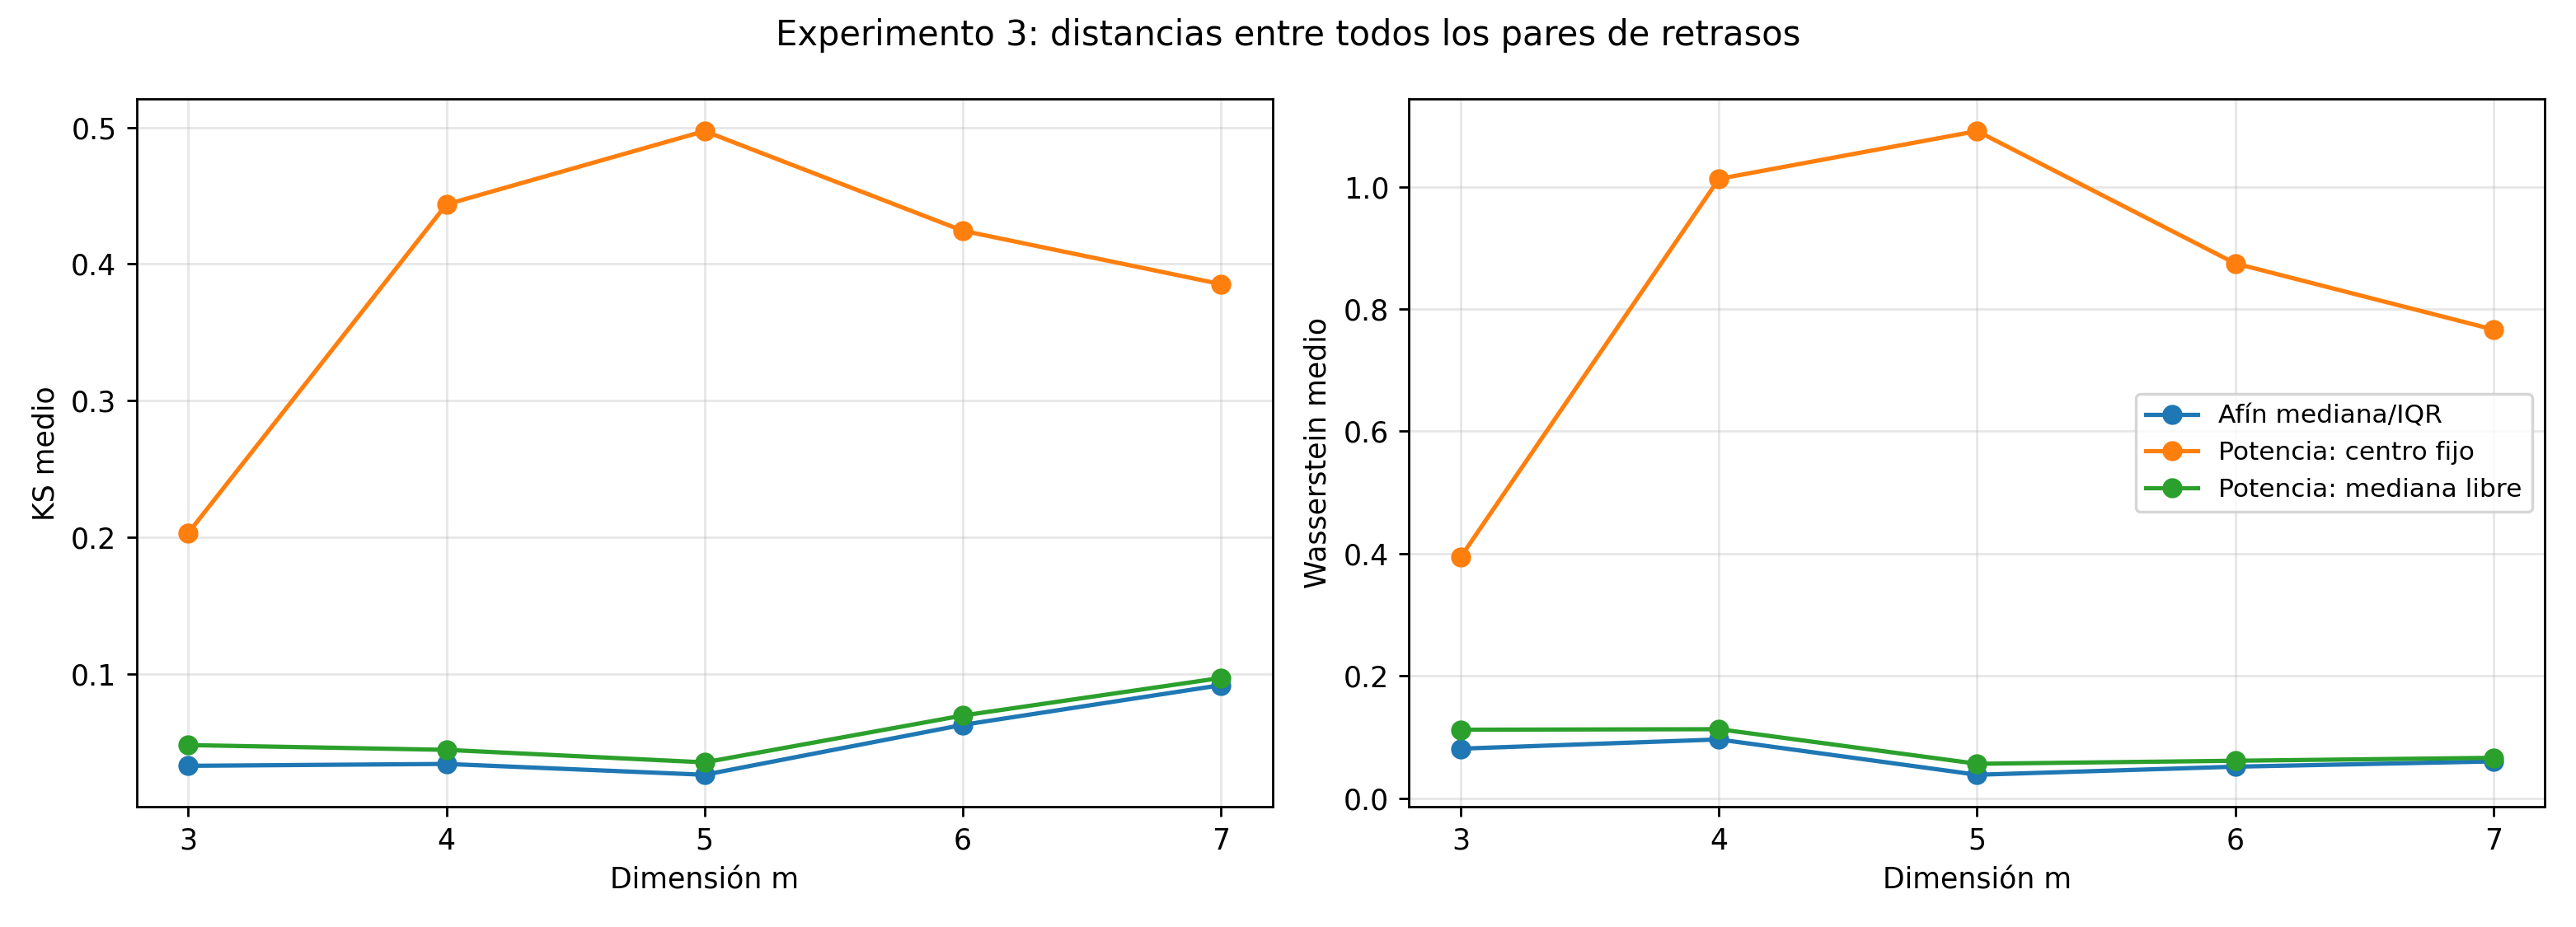 Experimento 3: distancias entre todos los pares de retrasos
KS medio
0.5
0.4
0.3
0.2
0.1
3 4 5 6 7
Dimensión m
Wasserstein medio
1.0
0.8
0.6
0.4
0.2
0.0
Afín mediana/IQR
Potencia: centro fijo
Potencia: mediana libre
3 4 5 6 7
Dimensión m